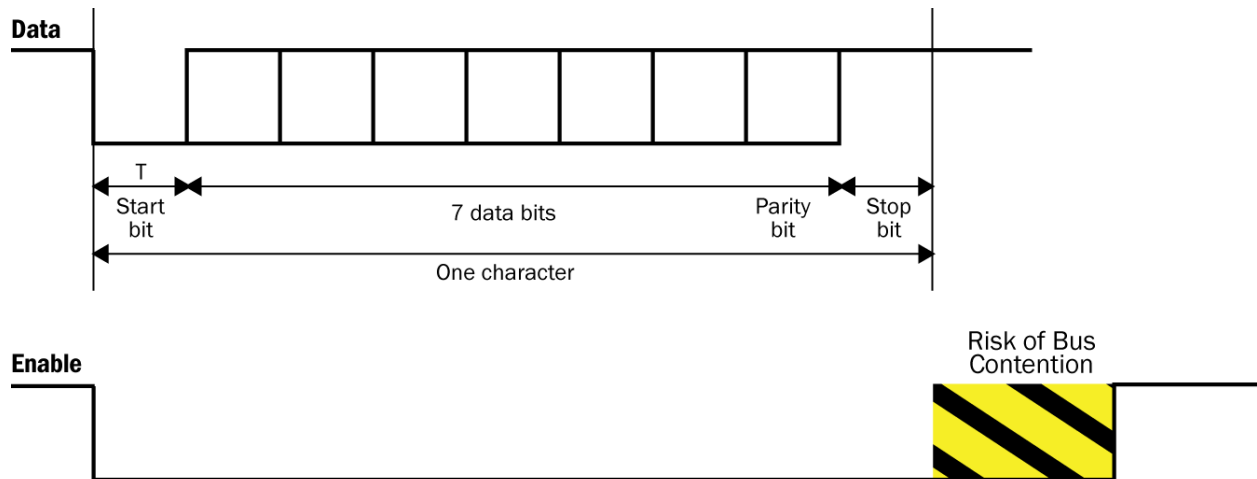 Data
T
Start
bit
7 data bits
Parity
bit
Stop
bit
One character
Risk of Bus
Contention
Enable